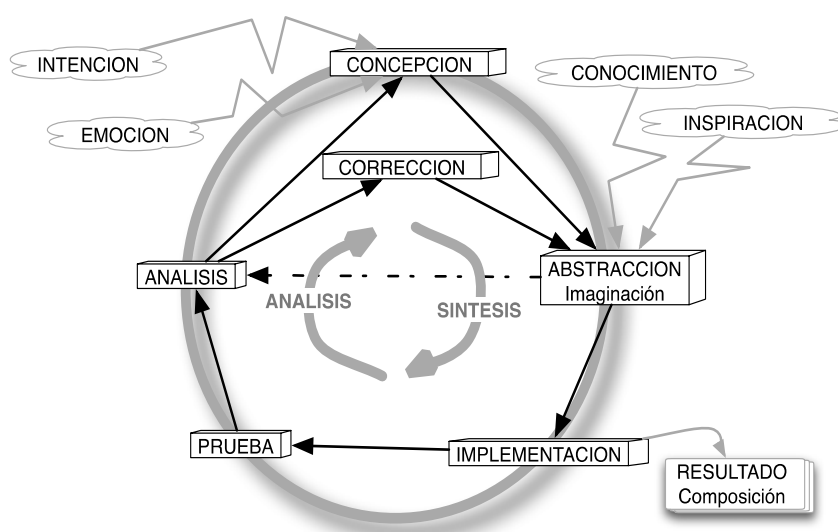 INTENCION
CONCEPCION
CONOCIMIENTO
EMOCION
INSPIRACION
CORRECCION
ANALISIS
ABSTRACCION
Imaginación
ANALISIS
SINTESIS
PRUEBA
IMPLEMENTACION
RESULTADO
Composición